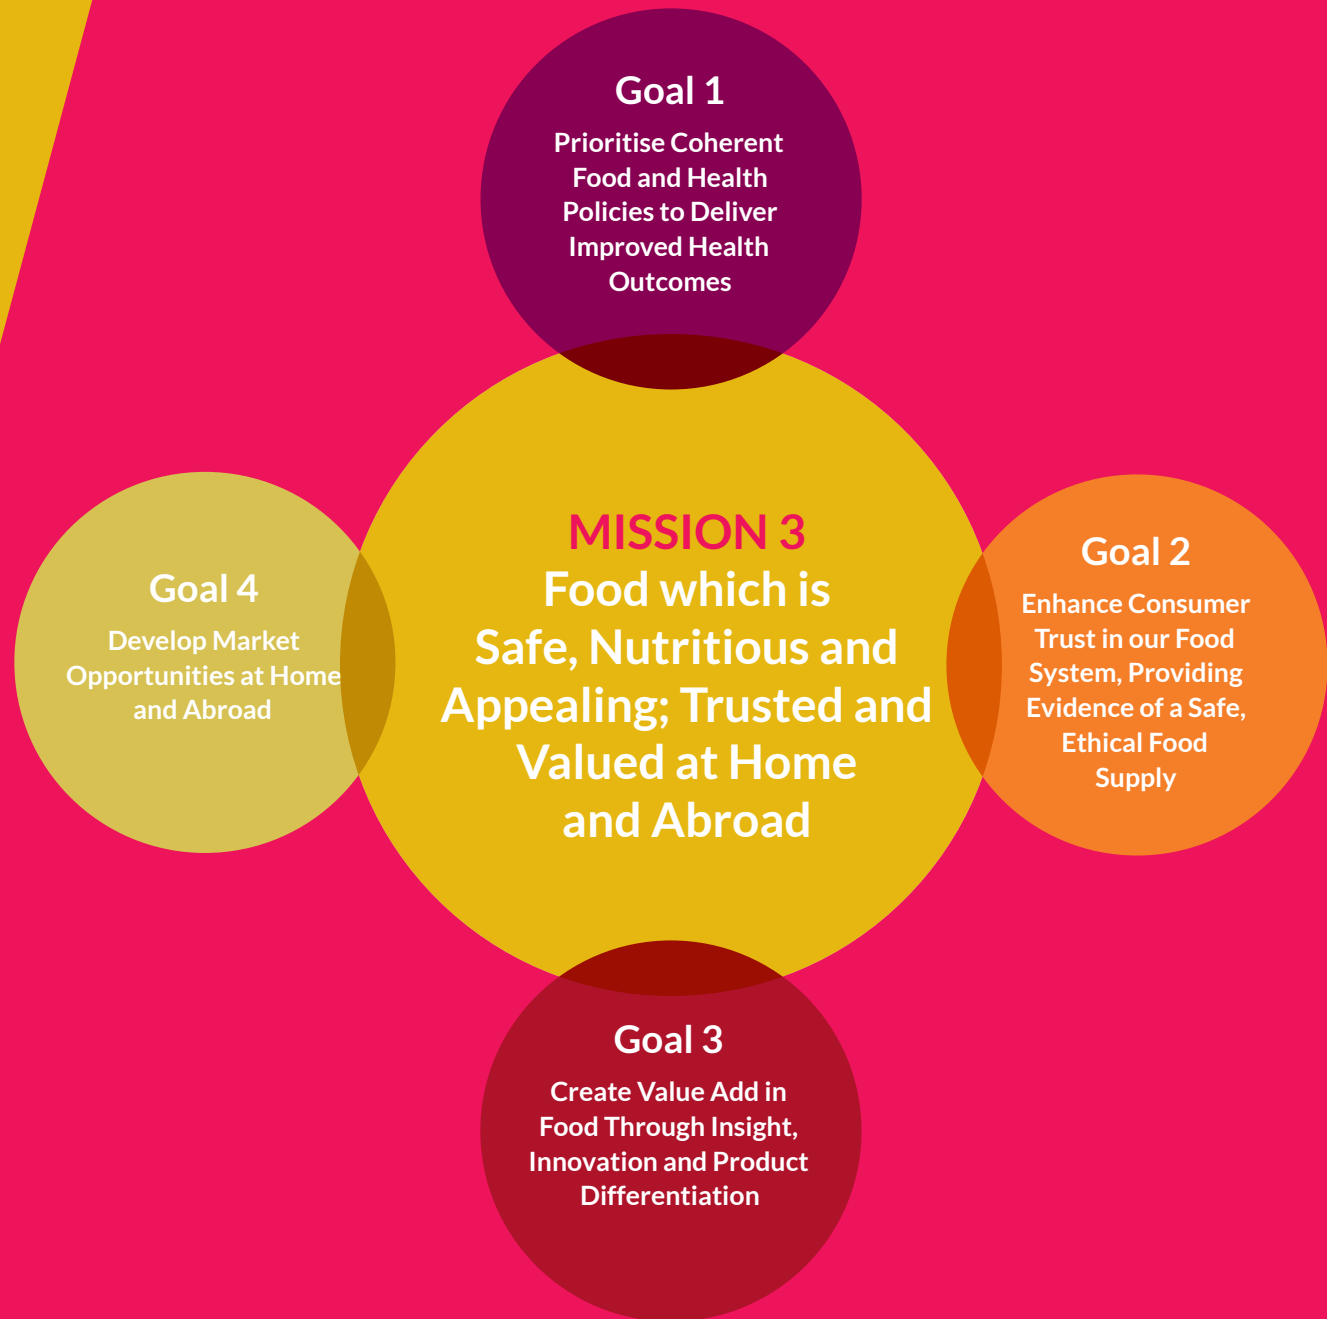 Goal 1
Prioritise Coherent
Food and Health
Policies to Deliver
Improved Health
Outcomes
MISSION 3
Food which is
Safe, Nutritious and
Appealing; Trusted and
Valued at Home
and Abroad
Goal 2
Enhance Consumer
Trust in our Food
System, Providing
Evidence of a Safe,
Ethical Food
Supply
Goal 3
Create Value Add in
Food Through Insight,
Innovation and Product
Differentiation
Goal 4
Develop Market
Opportunities at Home
and Abroad